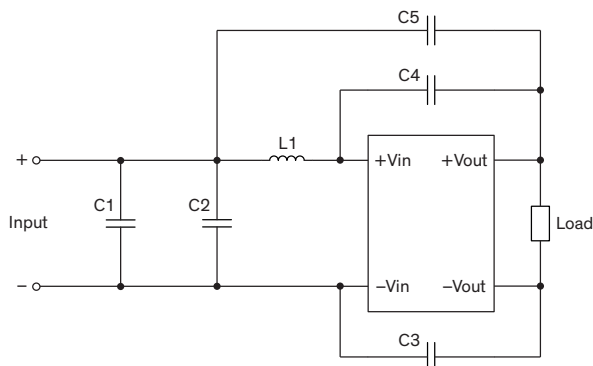 C5
C4
L1
+
+Vin
+Vout
C1
C2
Input
Load
−
−Vin
−Vout
C3